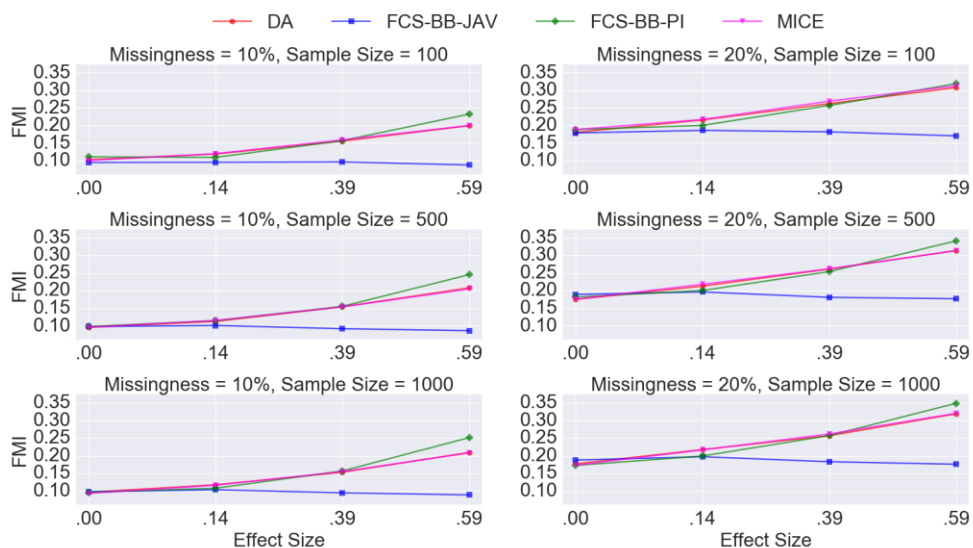 DA FCS-BB-JAV FCS-BB-PI MICE
Missingness = 10%, Sample Size = 100
FMI
0.35
0.30
0.25
0.20
0.15
0.10
.00 .14 .39 .59
Missingness = 20%, Sample Size = 100
0.35
0.30
0.25
0.20
0.15
0.10
.00 .14 .39 .59
Missingness = 10%, Sample Size = 500
FMI
0.35
0.30
0.25
0.20
0.15
0.10
.00 .14 .39 .59
Missingness = 20%, Sample Size = 500
0.35
0.30
0.25
0.20
0.15
0.10
.00 .14 .39 .59
Missingness = 10%, Sample Size = 1000
FMI
0.35
0.30
0.25
0.20
0.15
0.10
.00 .14 .39 .59
Effect Size
Missingness = 20%, Sample Size = 1000
0.35
0.30
0.25
0.20
0.15
0.10
.00 .14 .39 .59
Effect Size